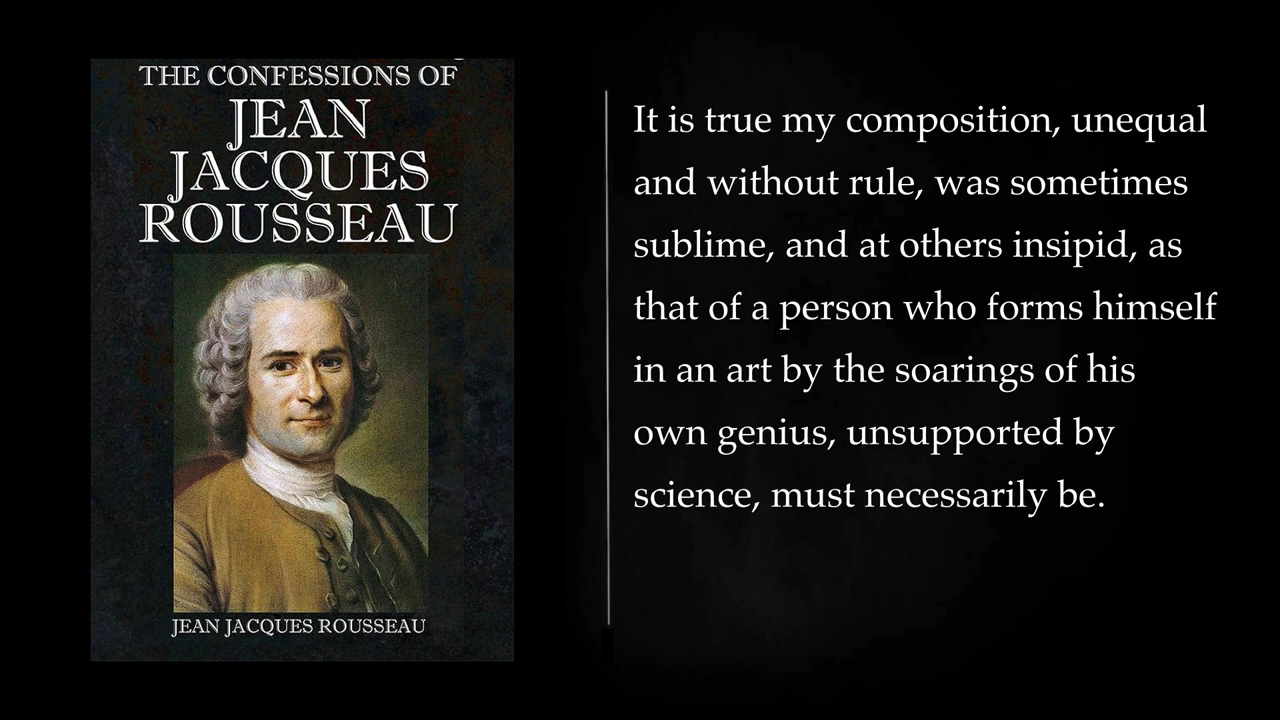 THE CONFESSIONS OF
JEAN
JACQUES
ROUSSEAU
JEAN JACQUES ROUSSEAU
It is true my composition, unequal
and without rule, was sometimes
sublime, and at others insipid, as
that of a person who forms himself
in an art by the soarings of his
own genius, unsupported by
science, must necessarily be.